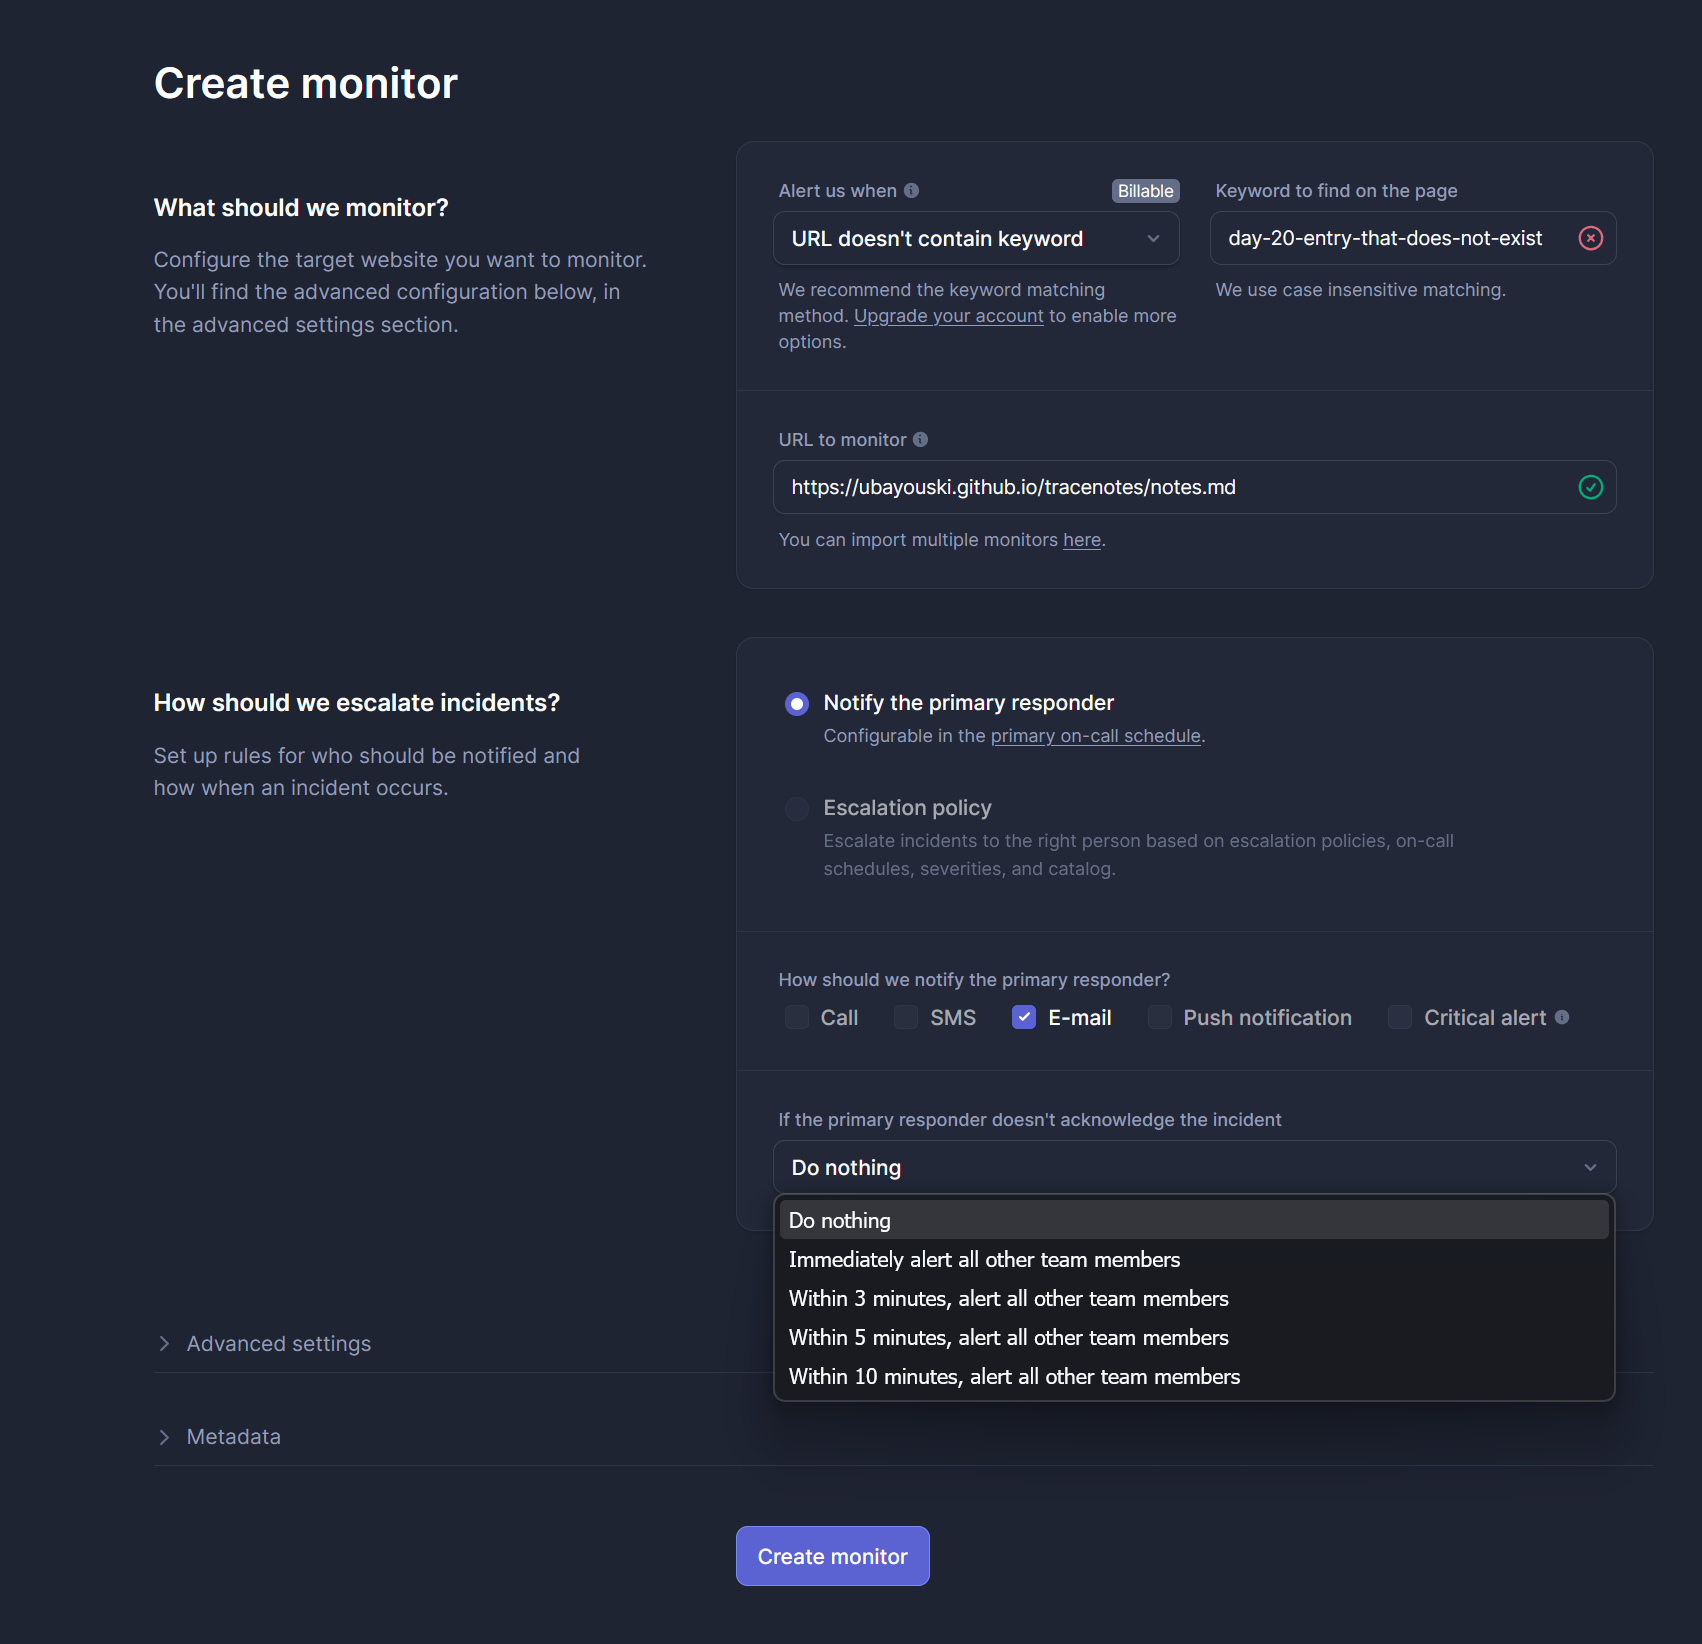 Create monitor
What should we monitor?
Configure the target website you want to monitor.
You'll find the advanced configuration below, in
the advanced settings section.
Alert us when
Billable
URL doesn't contain keyword
We recommend the keyword matching
method. Upgrade your account to enable more
options.
Keyword to find on the page
day-20-entry-that-does-not-exist
We use case insensitive matching.
URL to monitor
https://ubayouski.github.io/tracenotes/notes.md
You can import multiple monitors here.
How should we escalate incidents?
Set up rules for who should be notified and
how when an incident occurs.
Notify the primary responder
Configurable in the primary on-call schedule.
Escalation policy
Escalate incidents to the right person based on escalation policies, on-call
schedules, severities, and catalog.
How should we notify the primary responder?
Call SMS E-mail Push notification Critical alert
If the primary responder doesn't acknowledge the incident
Do nothing
Do nothing
Immediately alert all other team members
Within 3 minutes, alert all other team members
Within 5 minutes, alert all other team members
Within 10 minutes, alert all other team members
Advanced settings
Metadata
Create monitor